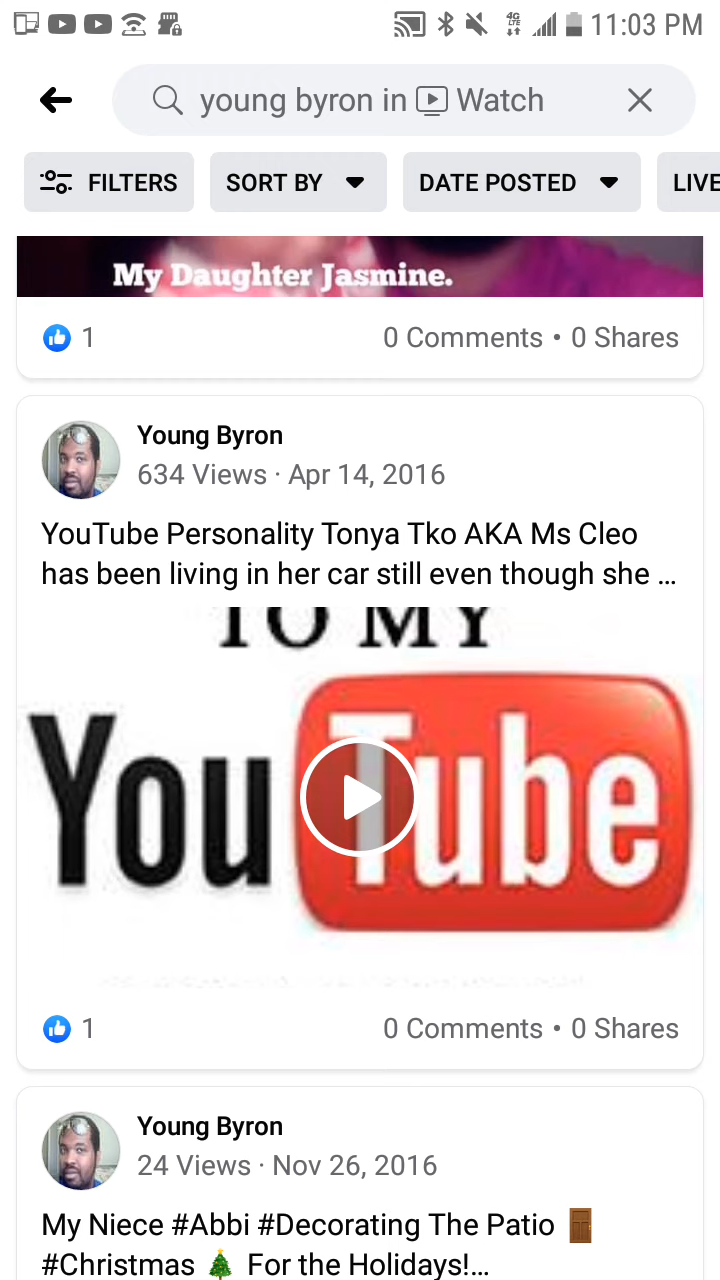 4G
LTE
11:03 PM
young byron in Watch
FILTERS
SORT BY
DATE POSTED
LIVE
My Daughter Jasmine.
1
0 Comments • 0 Shares
Young Byron
634 Views · Apr 14, 2016
YouTube Personality Tonya Tko AKA Ms Cleo
has been living in her car still even though she ...
TO MY
YouTube
1
0 Comments • 0 Shares
Young Byron
24 Views · Nov 26, 2016
My Niece #Abbi #Decorating The Patio 🚪
#Christmas 🎄 For the Holidays!...